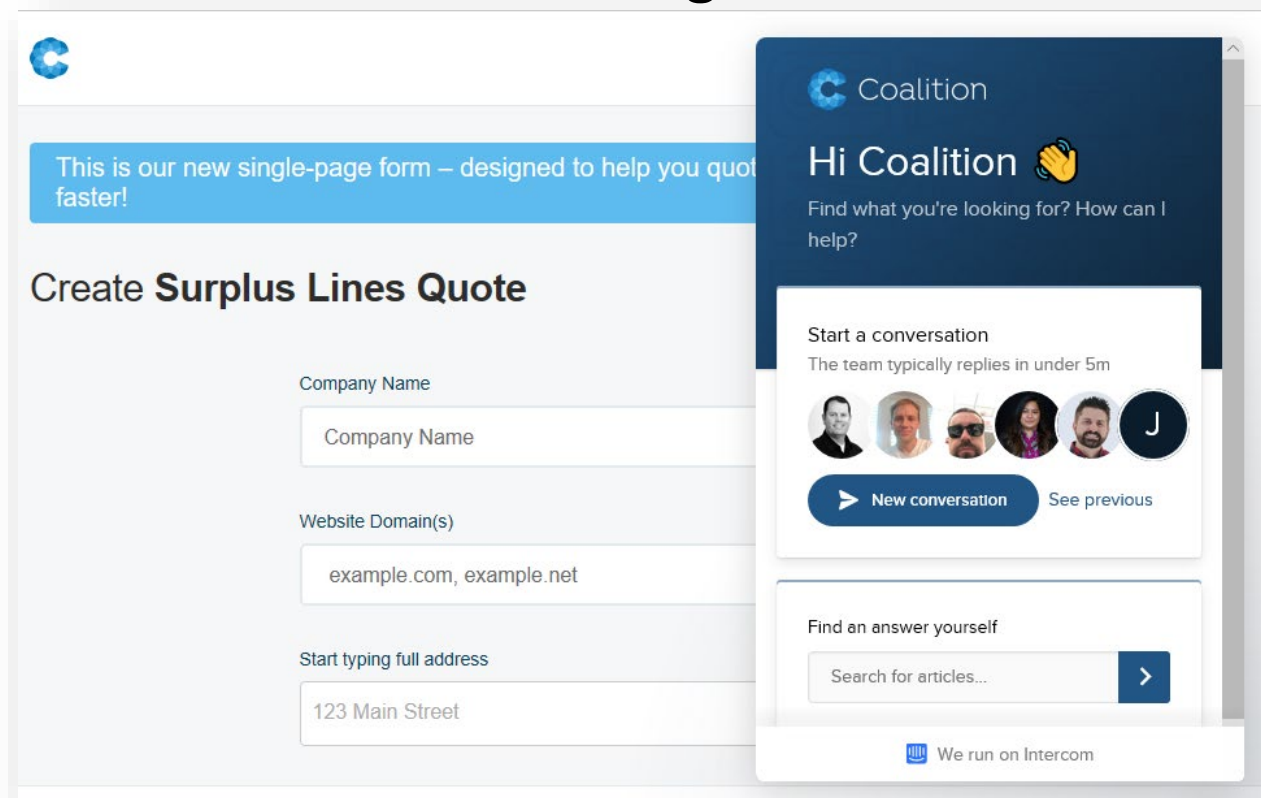 This is our new single-page form – designed to help you
faster!
Create Surplus Lines Quote
Company Name
Company Name
Website Domain(s)
example.com, example.net
Start typing full address
123 Main Street
Coalition
Hi Coalition 👋
Find what you're looking for? How can I
help?
Start a conversation
The team typically replies in under 5m
J
New conversation
See previous
Find an answer yourself
Search for articles...
We run on Intercom